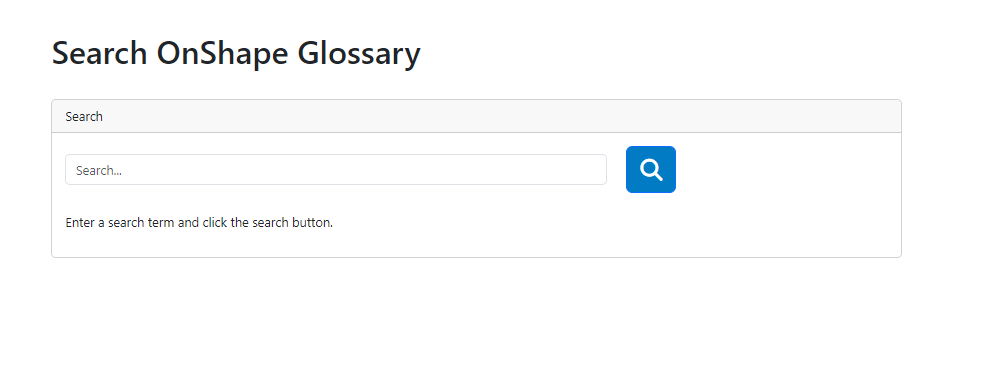 Search OnShape Glossary
Search
Search...
Enter a search term and click the search button.